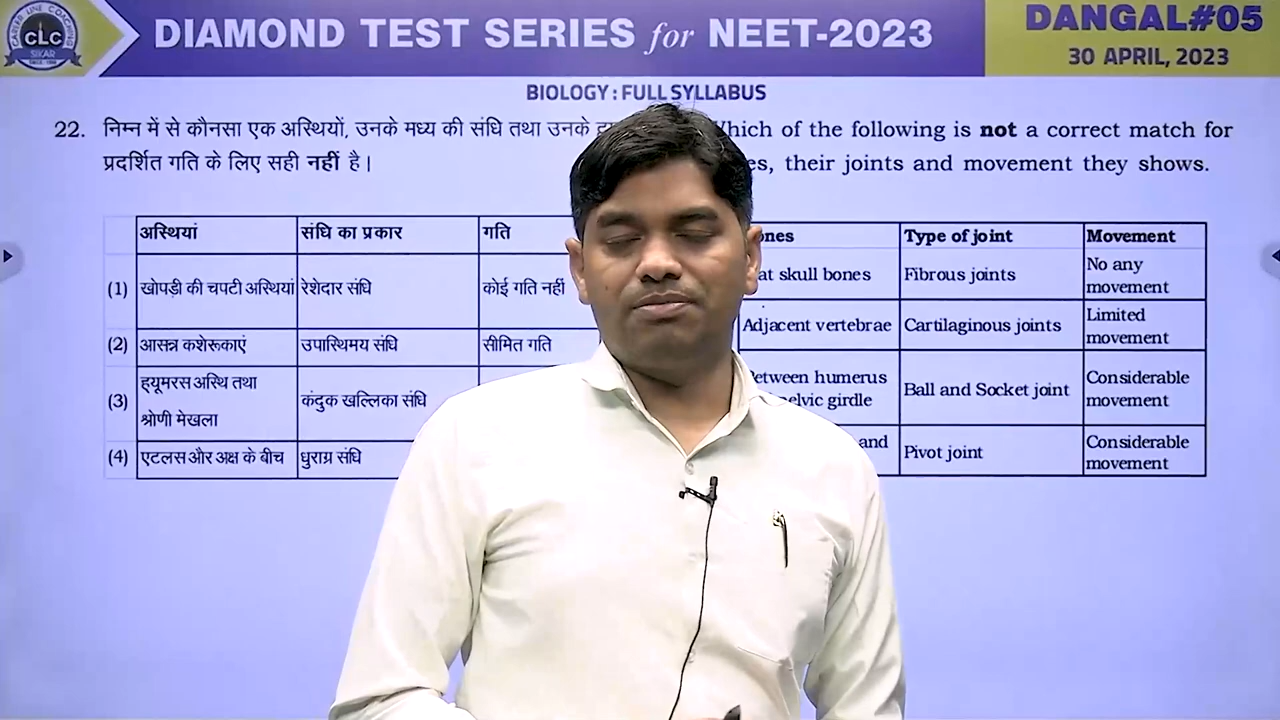 CAREER LINE COACHING
CLC
SIKAR
DIAMOND TEST SERIES for NEET-2023
DANGAL#05
30 APRIL, 2023
BIOLOGY : FULL SYLLABUS
22. निम्न में से कौनसा एक अस्थियों, उनके मध्य की संधि तथा उनके
प्रदर्शित गति के लिए सही नहीं है।
अस्थियां संधि का प्रकार गति
(1) खोपड़ी की चपटी अस्थियां रेशेदार संधि कोई गति नहीं
(2) आसन्न कशेरूकाएं उपास्थिमय संधि सीमित गति
(3) ह्यूमरस अस्थि तथा
श्रोणी मेखला
कंदुक खल्लिका संधि
(4) एटलस और अक्ष के बीच धुराग्र संधि
Which of the following is not a correct match for
their joints and movement they shows.
Type of joint Movement
skull bones Fibrous joints No any
movement
Adjacent vertebrae Cartilaginous joints Limited
movement
Between humerus
girdle
Ball and Socket joint Considerable
movement
and Pivot joint Considerable
movement